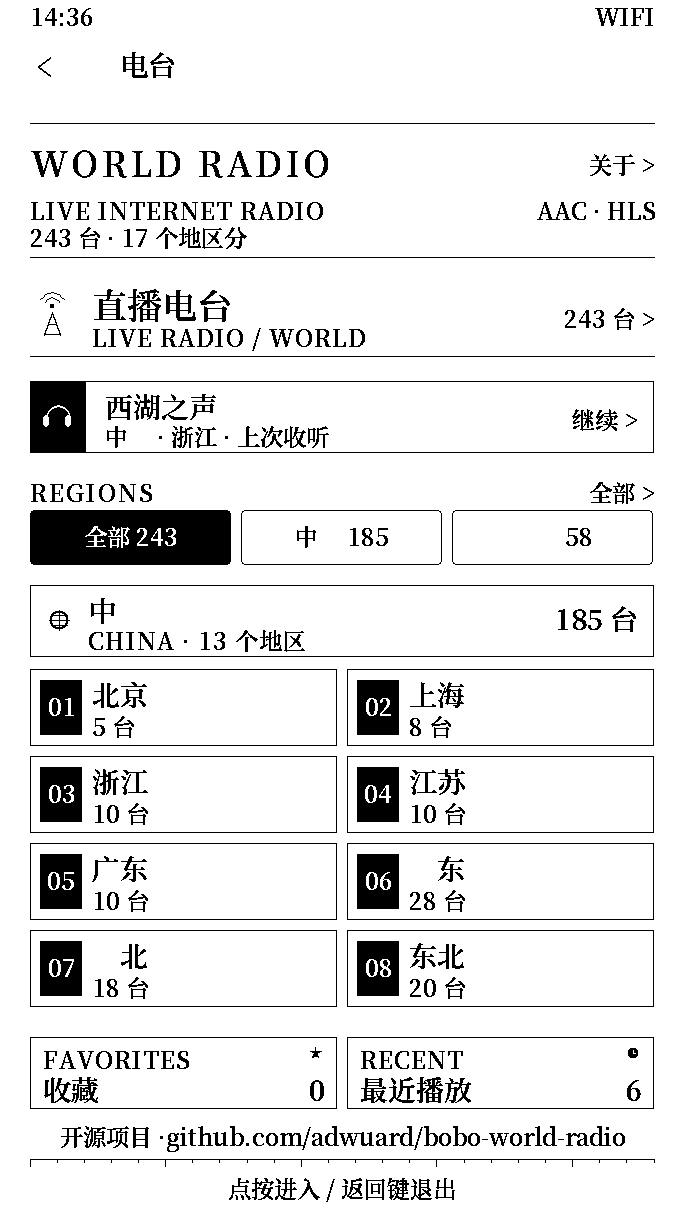 14:36 WIFI
< 电台
WORLD RADIO 关于 >
LIVE INTERNET RADIO AAC · HLS
243 台 · 17 个地区分
直播电台
LIVE RADIO / WORLD 243 台 >
西湖之声
中 · 浙江 · 上次收听 继续 >
REGIONS 全部 >
全部 243 中 185 58
中
CHINA · 13 个地区 185 台
01 北京
5 台
02 上海
8 台
03 浙江
10 台
04 江苏
10 台
05 广东
10 台
06 东
28 台
07 北
18 台
08 东北
20 台
FAVORITES
收藏 0
RECENT
最近播放 6
开源项目 ·github.com/adwuard/bobo-world-radio
点按进入 / 返回键退出